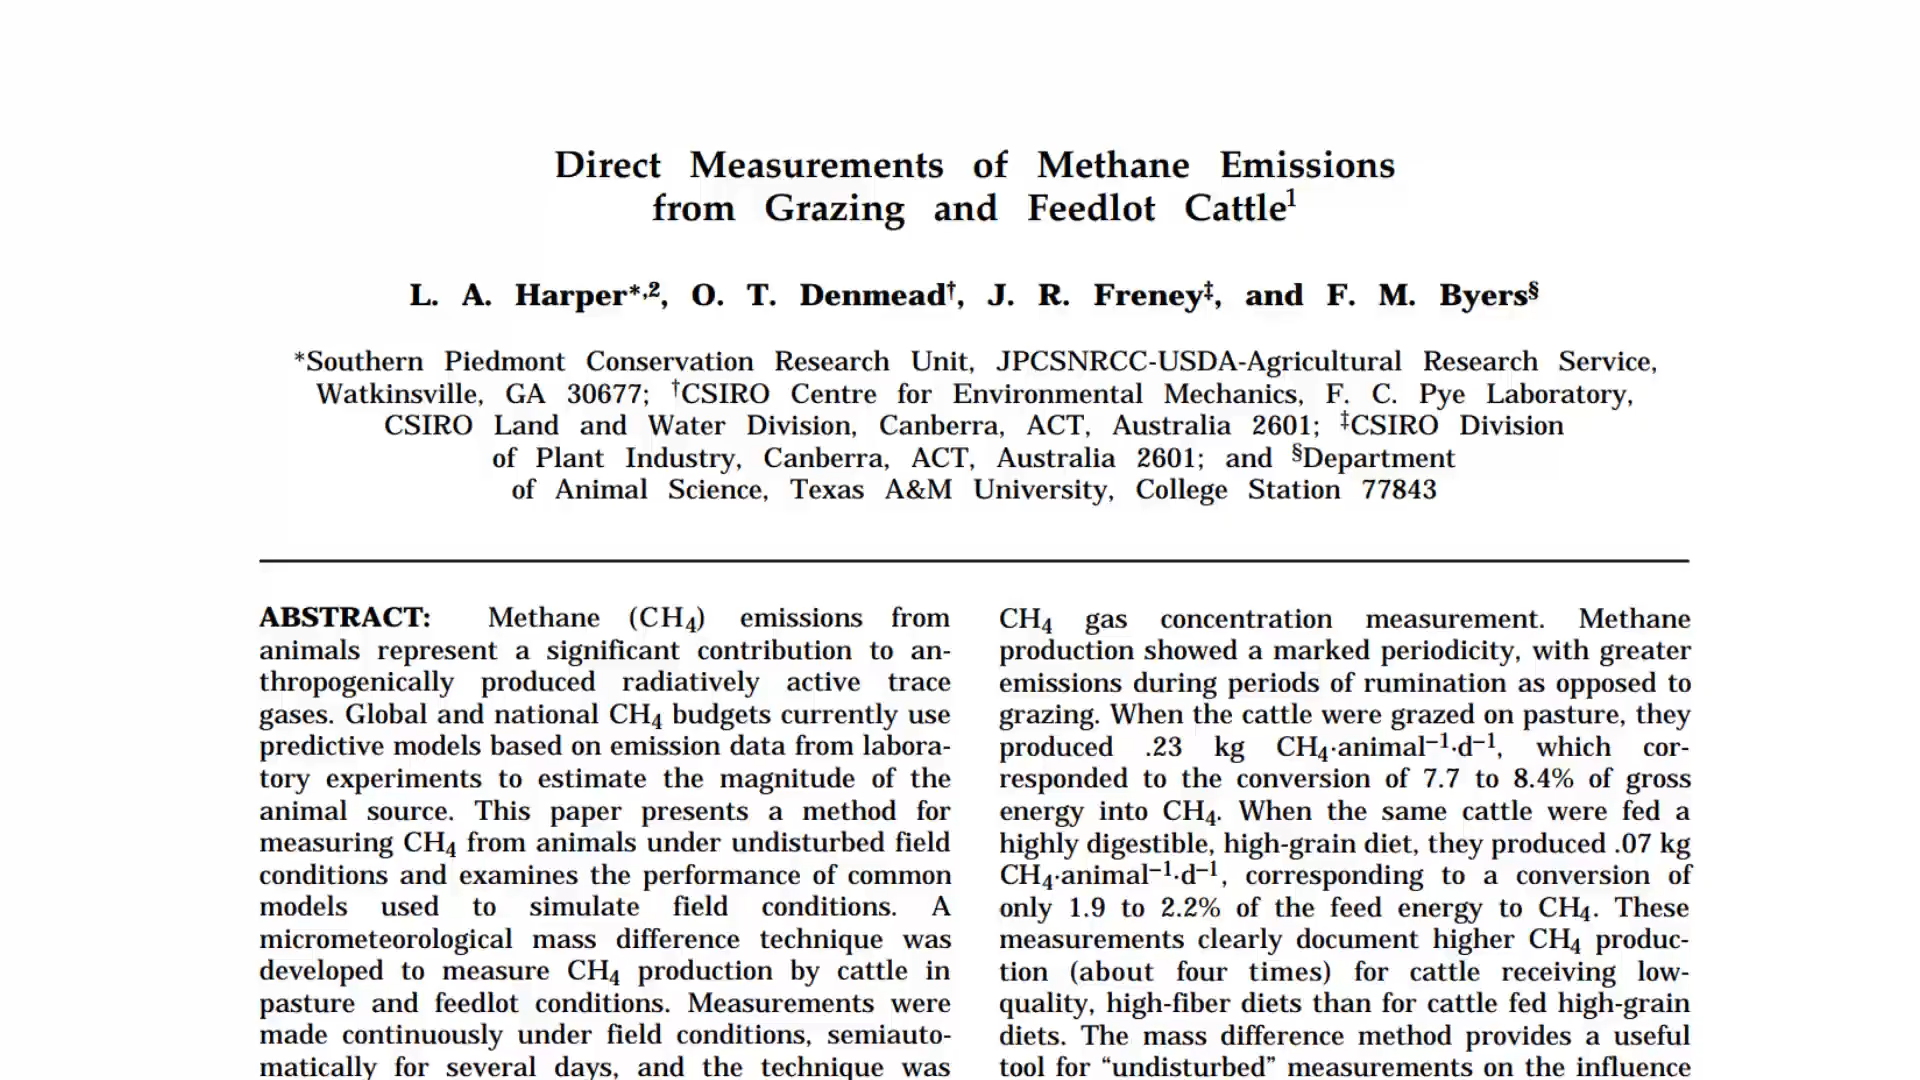 Direct Measurements of Methane Emissions
from Grazing and Feedlot Cattle¹
L. A. Harper*,², O. T. Denmead†, J. R. Freney‡, and F. M. Byers§
*Southern Piedmont Conservation Research Unit, JPCSNRCC-USDA-Agricultural Research Service,
Watkinsville, GA 30677; †CSIRO Centre for Environmental Mechanics, F. C. Pye Laboratory,
CSIRO Land and Water Division, Canberra, ACT, Australia 2601; ‡CSIRO Division
of Plant Industry, Canberra, ACT, Australia 2601; and §Department
of Animal Science, Texas A&M University, College Station 77843
ABSTRACT: Methane (CH₄) emissions from
animals represent a significant contribution to an-
thropogenically produced radiatively active trace
gases. Global and national CH₄ budgets currently use
predictive models based on emission data from labora-
tory experiments to estimate the magnitude of the
animal source. This paper presents a method for
measuring CH₄ from animals under undisturbed field
conditions and examines the performance of common
models used to simulate field conditions. A
micrometeorological mass difference technique was
developed to measure CH₄ production by cattle in
pasture and feedlot conditions. Measurements were
made continuously under field conditions, semiauto-
matically for several days, and the technique was
CH₄ gas concentration measurement. Methane
production showed a marked periodicity, with greater
emissions during periods of rumination as opposed to
grazing. When the cattle were grazed on pasture, they
produced .23 kg CH₄·animal⁻¹·d⁻¹, which cor-
responded to the conversion of 7.7 to 8.4% of gross
energy into CH₄. When the same cattle were fed a
highly digestible, high-grain diet, they produced .07 kg
CH₄·animal⁻¹·d⁻¹, corresponding to a conversion of
only 1.9 to 2.2% of the feed energy to CH₄. These
measurements clearly document higher CH₄ produc-
tion (about four times) for cattle receiving low-
quality, high-fiber diets than for cattle fed high-grain
diets. The mass difference method provides a useful
tool for “undisturbed” measurements on the influence